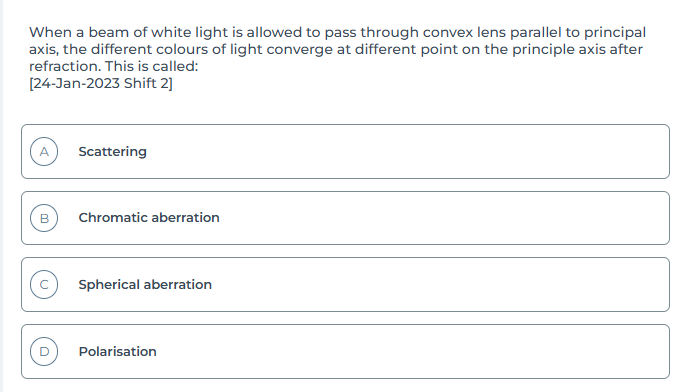 When a beam of white light is allowed to pass through convex lens parallel to principal
axis, the different colours of light converge at different point on the principle axis after
refraction. This is called:
[24-Jan-2023 Shift 2]
A Scattering
B Chromatic aberration
C Spherical aberration
D Polarisation